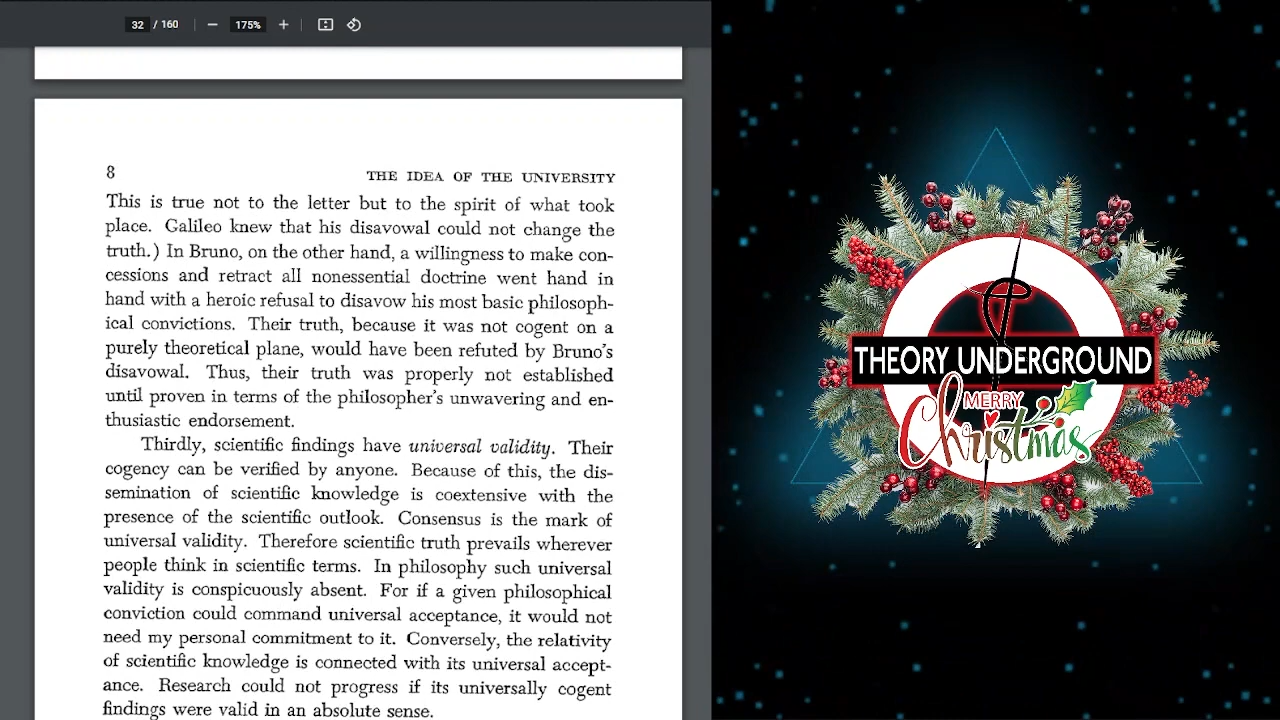 32 / 160
175%
8 THE IDEA OF THE UNIVERSITY
This is true not to the letter but to the spirit of what took
place. Galileo knew that his disavowal could not change the
truth.) In Bruno, on the other hand, a willingness to make con-
cessions and retract all nonessential doctrine went hand in
hand with a heroic refusal to disavow his most basic philosoph-
ical convictions. Their truth, because it was not cogent on a
purely theoretical plane, would have been refuted by Bruno's
disavowal. Thus, their truth was properly not established
until proven in terms of the philosopher's unwavering and en-
thusiastic endorsement.
Thirdly, scientific findings have universal validity. Their
cogency can be verified by anyone. Because of this, the dis-
semination of scientific knowledge is coextensive with the
presence of the scientific outlook. Consensus is the mark of
universal validity. Therefore scientific truth prevails wherever
people think in scientific terms. In philosophy such universal
validity is conspicuously absent. For if a given philosophical
conviction could command universal acceptance, it would not
need my personal commitment to it. Conversely, the relativity
of scientific knowledge is connected with its universal accept-
ance. Research could not progress if its universally cogent
findings were valid in an absolute sense.
THEORY UNDERGROUND
MERRY
Christmas